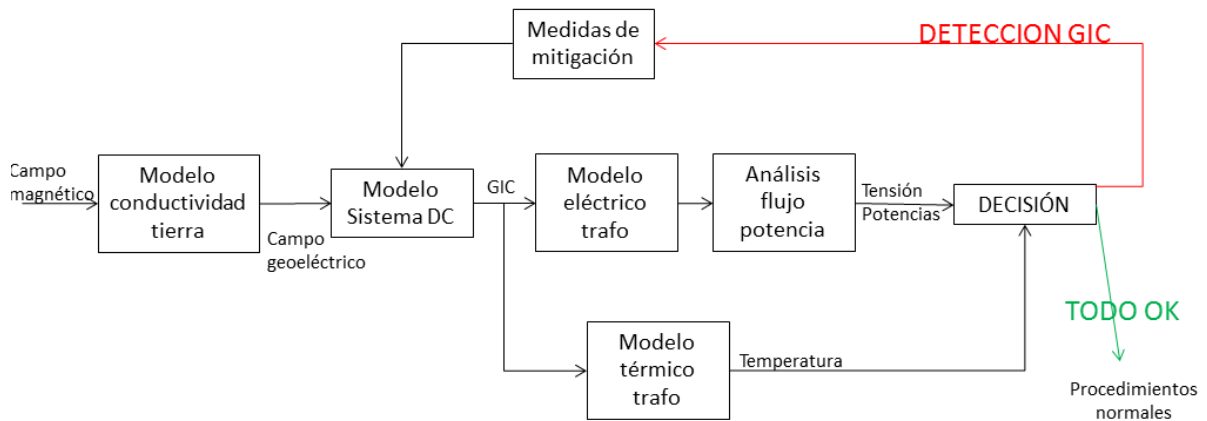 Medidas de
mitigación
DETECCION GIC
Campo
magnético
Modelo
conductividad
tierra
Campo
geoeléctrico
Modelo
Sistema DC
GIC
Modelo
eléctrico
trafo
Análisis
flujo
potencia
Tensión
Potencias
DECISIÓN
TODO OK
Modelo
térmico
trafo
Temperatura
Procedimientos
normales